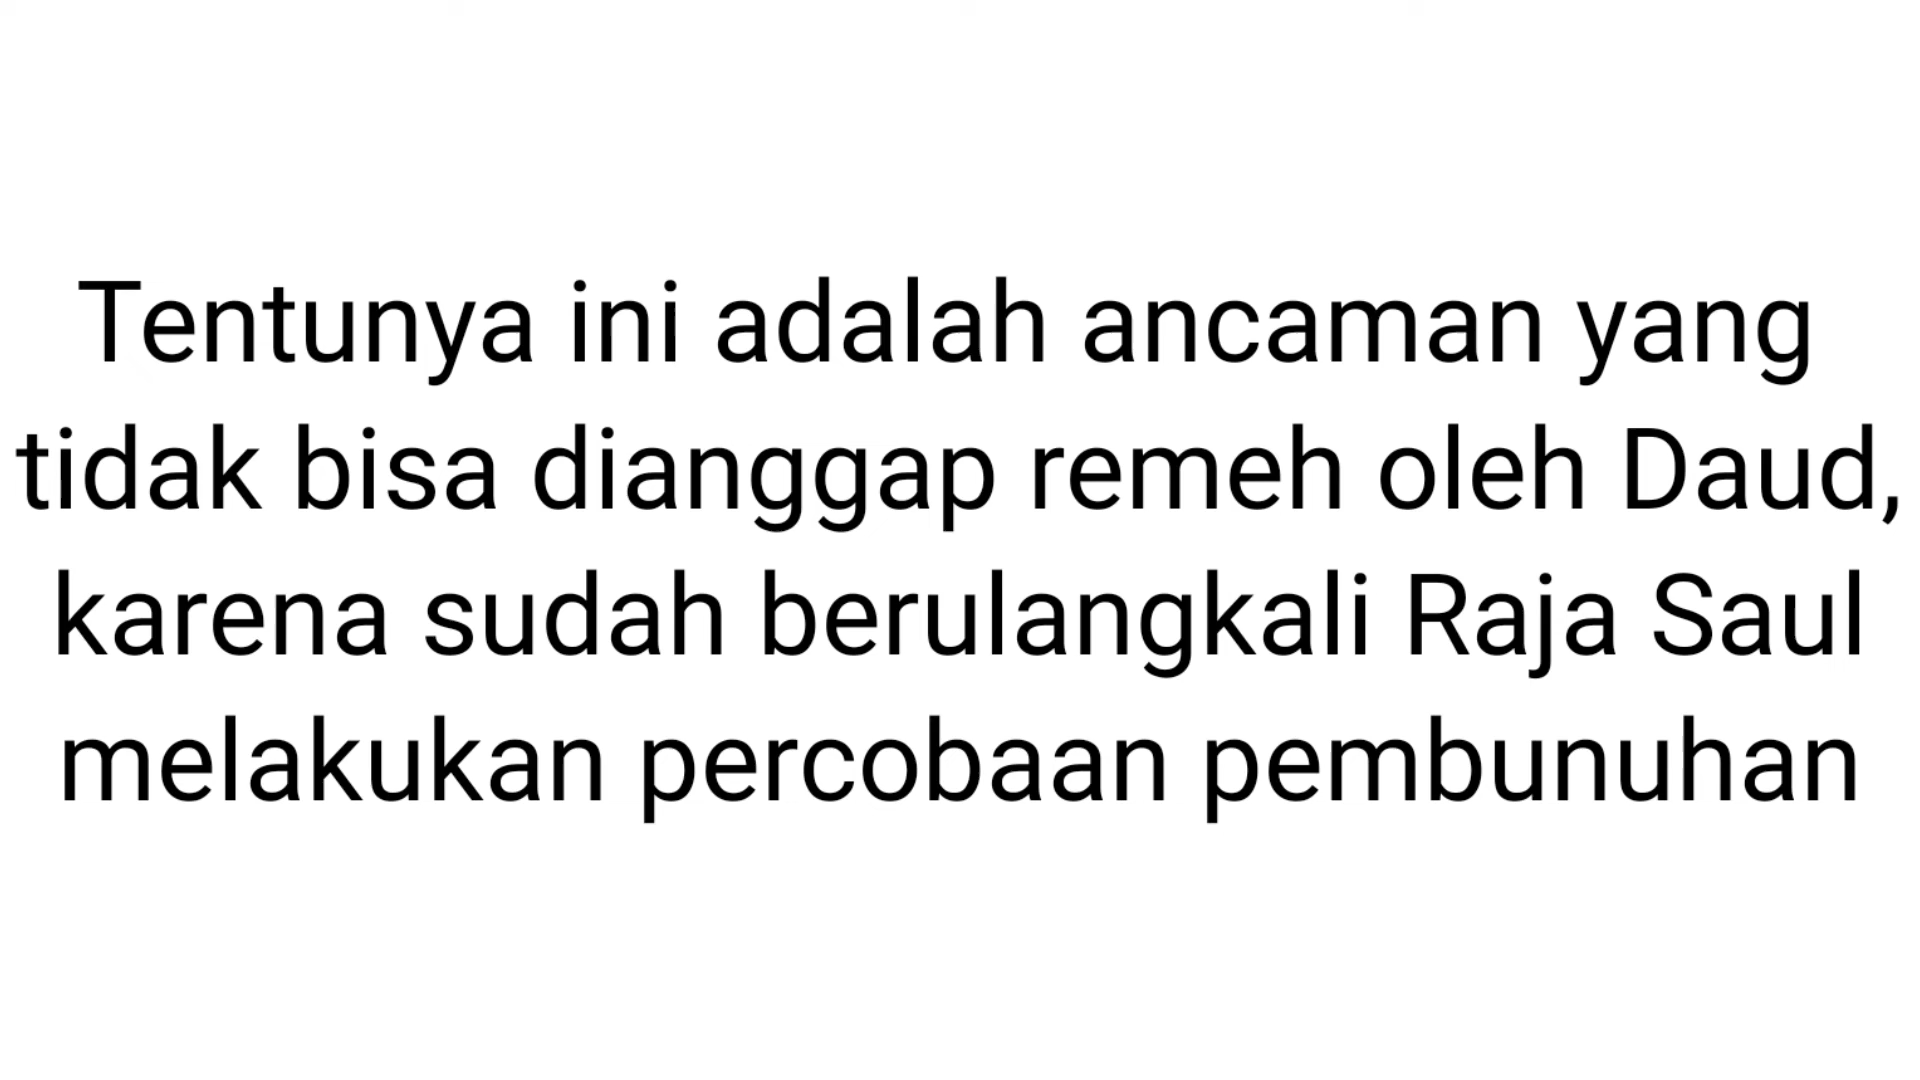 Tentunya ini adalah ancaman yang
tidak bisa dianggap remeh oleh Daud,
karena sudah berulangkali Raja Saul
melakukan percobaan pembunuhan